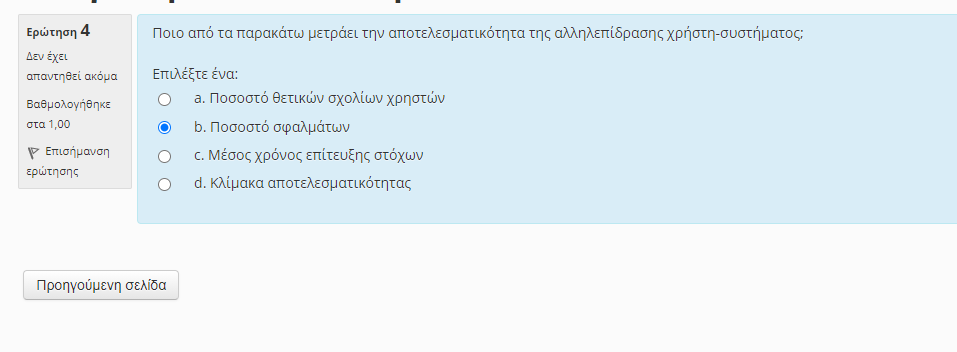 Ερώτηση 4
Δεν έχει
απαντηθεί ακόμα
Βαθμολογήθηκε
στα 1,00
Επισήμανση
ερώτησης
Ποιο από τα παρακάτω μετράει την αποτελεσματικότητα της αλληλεπίδρασης χρήστη-συστήματος;
Επιλέξτε ένα:
a. Ποσοστό θετικών σχολίων χρηστών
b. Ποσοστό σφαλμάτων
c. Μέσος χρόνος επίτευξης στόχων
d. Κλίμακα αποτελεσματικότητας
Προηγούμενη σελίδα